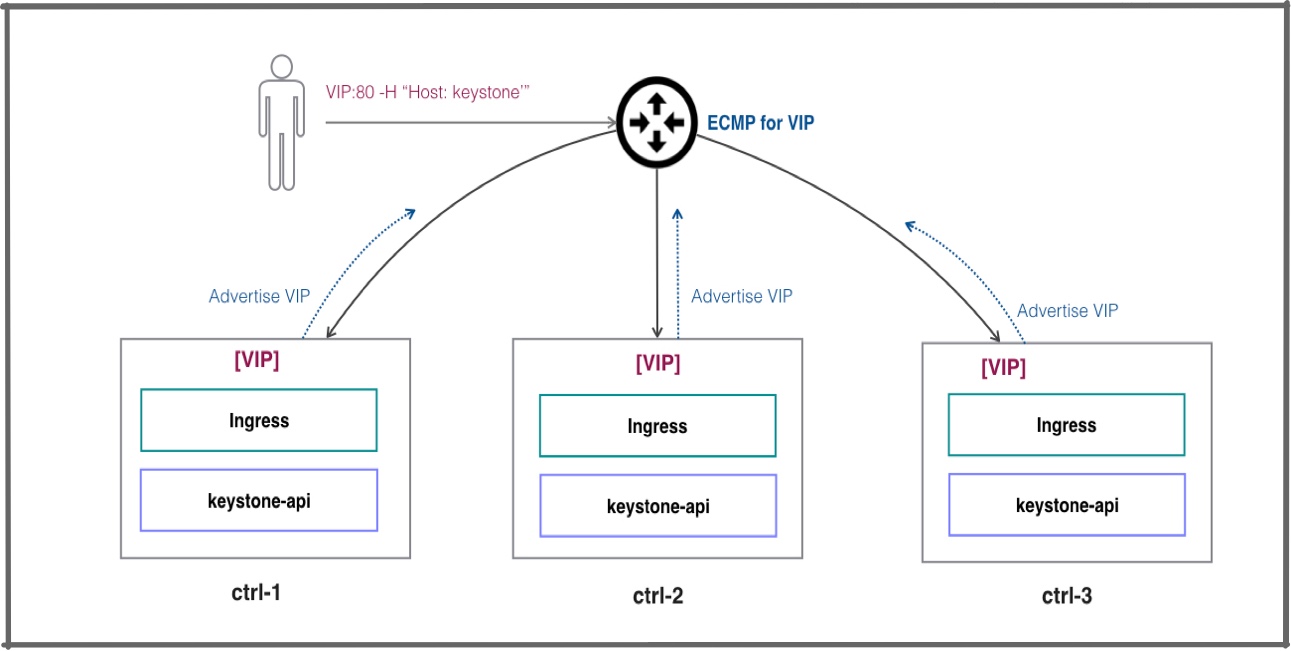 VIP:80 -H “Host: keystone’”
ECMP for VIP
Advertise VIP
Advertise VIP
Advertise VIP
[VIP]
Ingress
keystone-api
ctrl-1
[VIP]
Ingress
keystone-api
ctrl-2
[VIP]
Ingress
keystone-api
ctrl-3